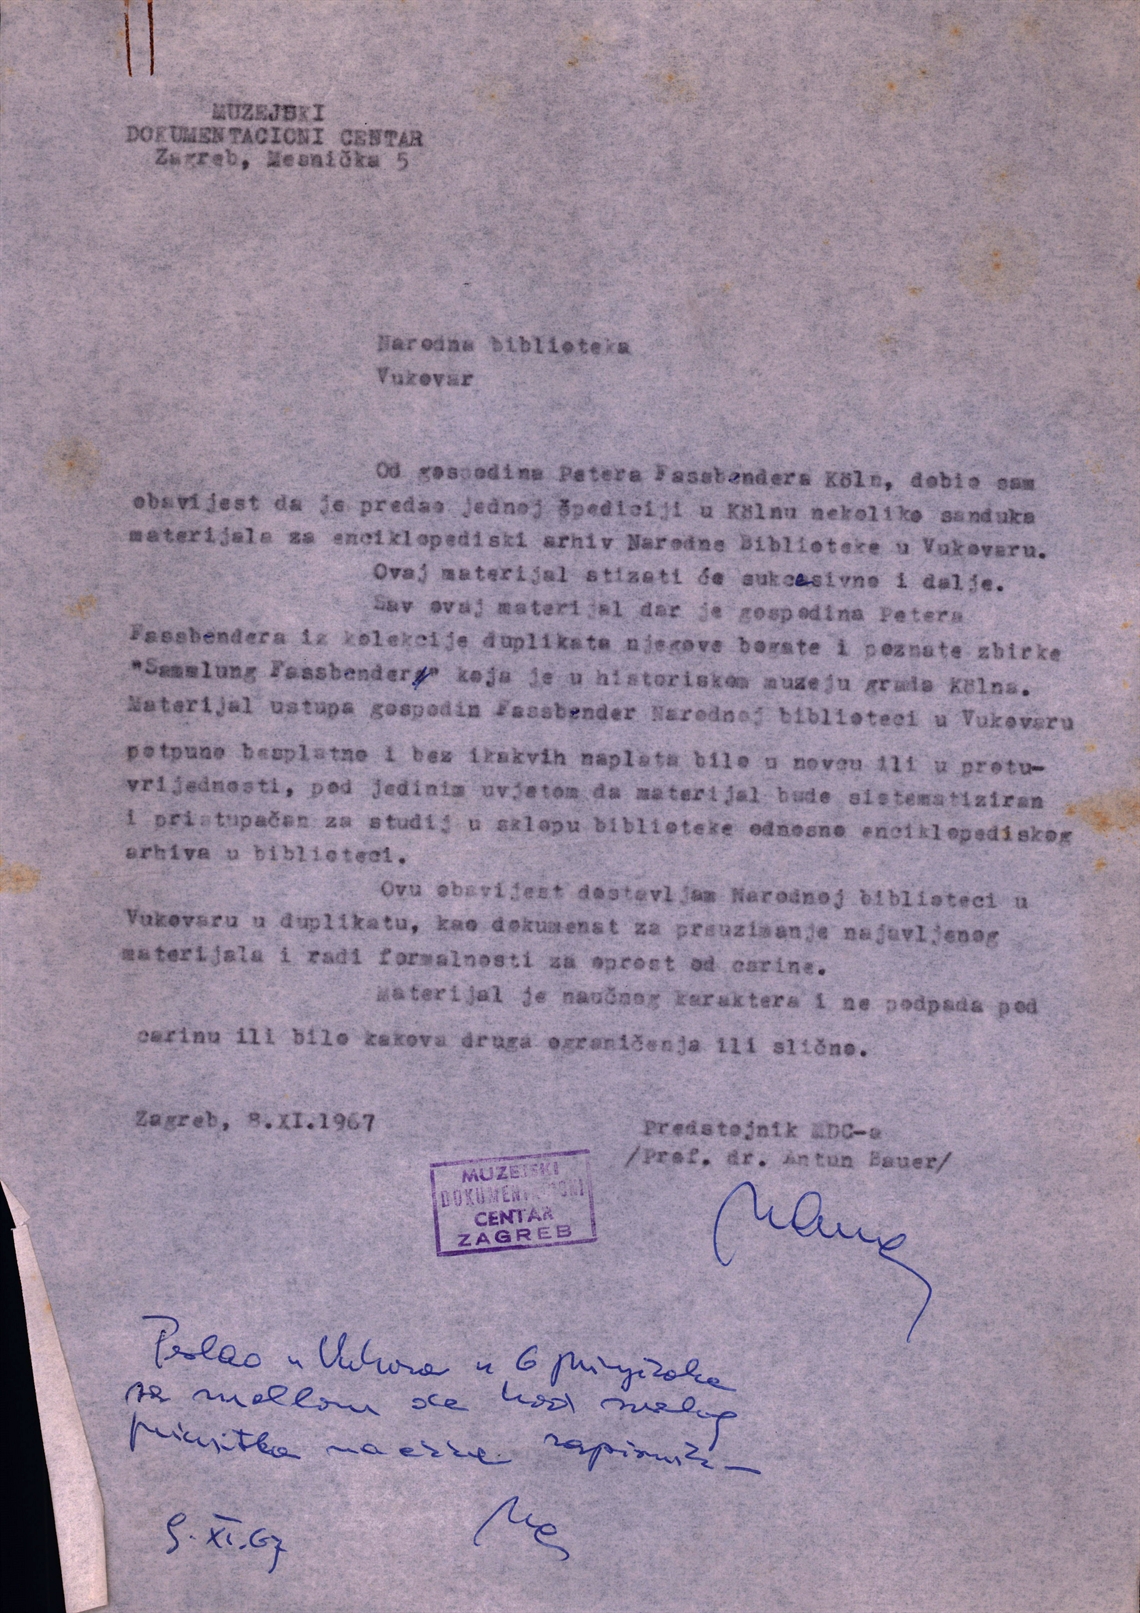 MUZEJSKI
DOKUMENTACIONI CENTAR
Zagreb, Mesnička 5
Narodna biblioteka
Vukovar
Od gospodina Petera Fassbendera Köln, dobio sam
obavijest da je predao jednoj špediciji u Kölnu nekoliko sanduka
materijala za enciklopediski arhiv Narodne Biblioteke u Vukovaru.
Ovaj materijal stizati će sukcesivno i dalje.
Sav ovaj materijal dar je gospodina Petera
Fassbendera iz kolekcije duplikata njegove bogate i poznate zbirke
"Sammlung Fassbender" koja je u historiskom muzeju grada Kölna.
Materijal ustupa gospodin Fassbender Narodnoj biblioteci u Vukovaru
potpuno besplatno i bez ikakvih naplata bilo u novcu ili u protu-
vrijednosti, pod jedinim uvjetom da materijal bude sistematiziran
i pristupačan za studij u sklopu biblioteke odnosno enciklopediskog
arhiva u biblioteci.
Ovu obavijest dostavljam Narodnoj biblioteci u
Vukovaru u duplikatu, kao dokumenat za preuzimanje najavljenog
materijala i radi formalnosti za oprost od carine.
Materijal je naučnog karaktera i ne podpada pod
carinu ili bilo kakova druga ograničenja ili slično.
Zagreb, 8.XI.1967
Predstojnik MDC-a
/Prof. dr. Antun Bauer/
MUZEJSKI
DOKUMENTACIONI
CENTAR
ZAGREB
Poslao u Vukovar u 6 primjeraka
sa molbom da kod svakog
zapisnik
9.XI.67